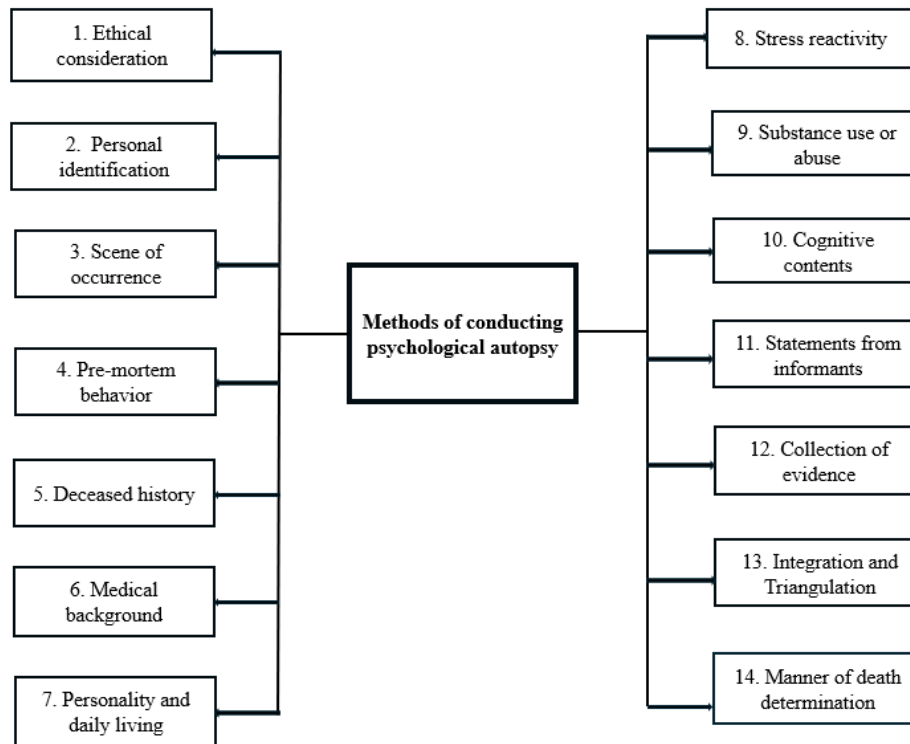 1. Ethical
consideration
2. Personal
identification
3. Scene of
occurrence
4. Pre-mortem
behavior
5. Deceased history
6. Medical
background
7. Personality and
daily living
Methods of conducting
psychological autopsy
8. Stress reactivity
9. Substance use or
abuse
10. Cognitive
contents
11. Statements from
informants
12. Collection of
evidence
13. Integration and
Triangulation
14. Manner of death
determination